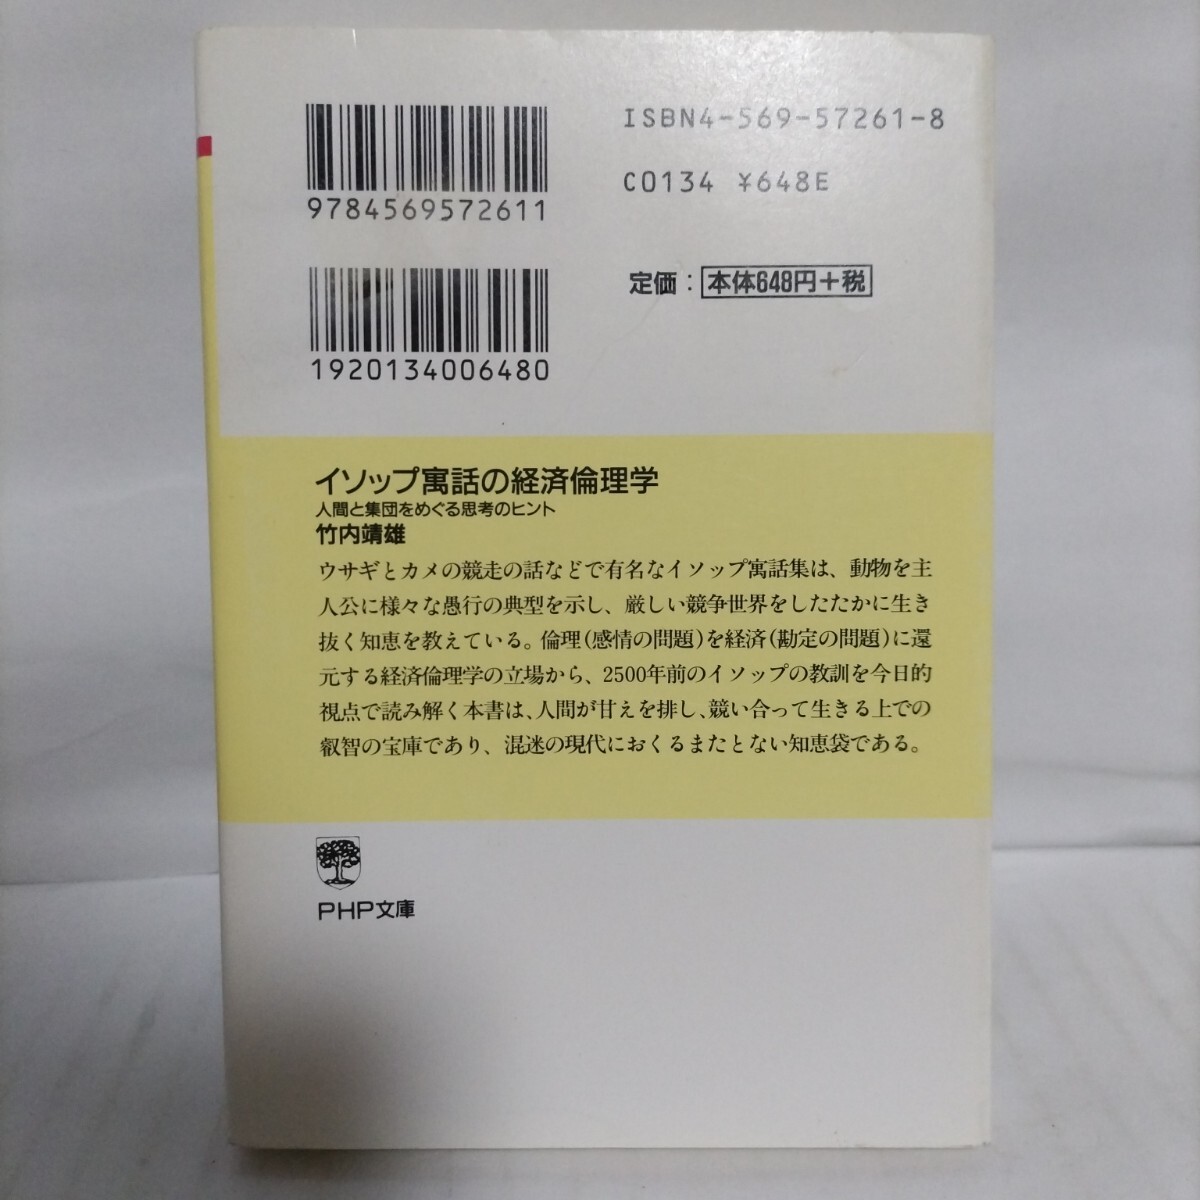 9784569572611
ISBN4-569-57261-8
C0134 ¥648E
1920134006480
定価：本体648円+税
イソップ寓話の経済倫理学
人間と集団をめぐる思考のヒント
竹内靖雄
ウサギとカメの競走の話などで有名なイソップ寓話集は、動物を主
人公に様々な愚行の典型を示し、厳しい競争世界をしたたかに生き
抜く知恵を教えている。倫理（感情の問題）を経済（勘定の問題）に還
元する経済倫理学の立場から、2500年前のイソップの教訓を今日的
視点で読み解く本書は、人間が甘えを排し、競い合って生きる上での
叡智の宝庫であり、混迷の現代におくるまたとない知恵袋である。
PHP文庫